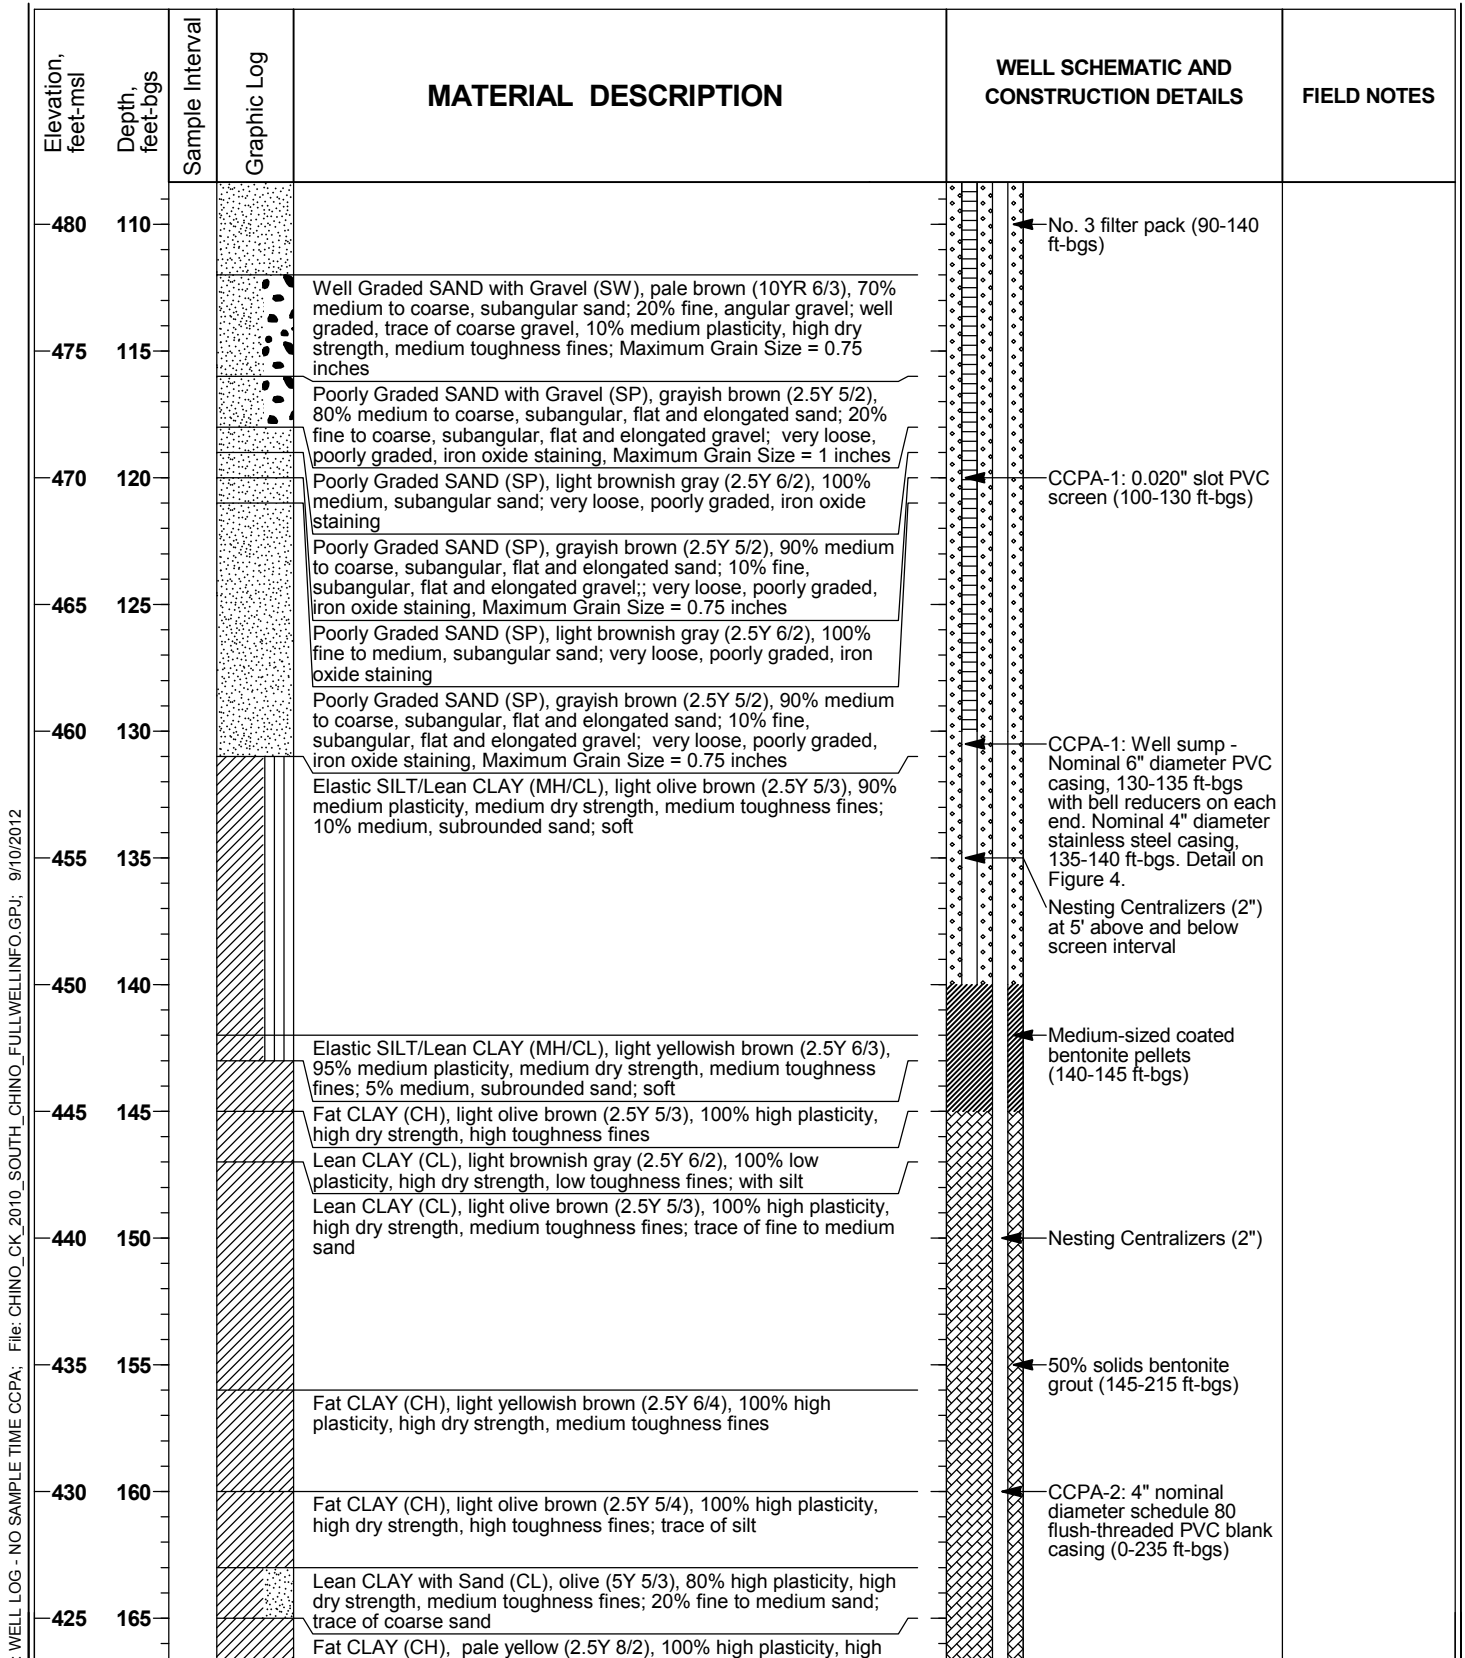 Elevation,
feet-msl
Depth,
feet-bgs
Sample Interval
Graphic Log
MATERIAL DESCRIPTION
WELL SCHEMATIC AND
CONSTRUCTION DETAILS
FIELD NOTES
480 110
475 115
470 120
465 125
460 130
455 135
450 140
445 145
440 150
435 155
430 160
425 165
Well Graded SAND with Gravel (SW), pale brown (10YR 6/3), 70%
medium to coarse, subangular sand; 20% fine, angular gravel; well
graded, trace of coarse gravel, 10% medium plasticity, high dry
strength, medium toughness fines; Maximum Grain Size = 0.75
inches
Poorly Graded SAND with Gravel (SP), grayish brown (2.5Y 5/2),
80% medium to coarse, subangular, flat and elongated sand; 20%
fine to coarse, subangular, flat and elongated gravel; very loose,
poorly graded, iron oxide staining, Maximum Grain Size = 1 inches
Poorly Graded SAND (SP), light brownish gray (2.5Y 6/2), 100%
medium, subangular sand; very loose, poorly graded, iron oxide
staining
Poorly Graded SAND (SP), grayish brown (2.5Y 5/2), 90% medium
to coarse, subangular, flat and elongated sand; 10% fine,
subangular, flat and elongated gravel;; very loose, poorly graded,
iron oxide staining, Maximum Grain Size = 0.75 inches
Poorly Graded SAND (SP), light brownish gray (2.5Y 6/2), 100%
fine to medium, subangular sand; very loose, poorly graded, iron
oxide staining
Poorly Graded SAND (SP), grayish brown (2.5Y 5/2), 90% medium
to coarse, subangular, flat and elongated sand; 10% fine,
subangular, flat and elongated gravel; very loose, poorly graded,
iron oxide staining, Maximum Grain Size = 0.75 inches
Elastic SILT/Lean CLAY (MH/CL), light olive brown (2.5Y 5/3), 90%
medium plasticity, medium dry strength, medium toughness fines;
10% medium, subrounded sand; soft
Elastic SILT/Lean CLAY (MH/CL), light yellowish brown (2.5Y 6/3),
95% medium plasticity, medium dry strength, medium toughness
fines; 5% medium, subrounded sand; soft
Fat CLAY (CH), light olive brown (2.5Y 5/3), 100% high plasticity,
high dry strength, high toughness fines
Lean CLAY (CL), light brownish gray (2.5Y 6/2), 100% low
plasticity, high dry strength, low toughness fines; with silt
Lean CLAY (CL), light olive brown (2.5Y 5/3), 100% high plasticity,
high dry strength, medium toughness fines; trace of fine to medium
sand
Fat CLAY (CH), light yellowish brown (2.5Y 6/4), 100% high
plasticity, high dry strength, medium toughness fines
Fat CLAY (CH), light olive brown (2.5Y 5/4), 100% high plasticity,
high dry strength, high toughness fines; trace of silt
Lean CLAY with Sand (CL), olive (5Y 5/3), 80% high plasticity, high
dry strength, medium toughness fines; 20% fine to medium sand;
trace of coarse sand
Fat CLAY (CH), pale yellow (2.5Y 8/2), 100% high plasticity, high
No. 3 filter pack (90-140
ft-bgs)
CCPA-1: 0.020" slot PVC
screen (100-130 ft-bgs)
CCPA-1: Well sump -
Nominal 6" diameter PVC
casing, 130-135 ft-bgs
with bell reducers on each
end. Nominal 4" diameter
stainless steel casing,
135-140 ft-bgs. Detail on
Figure 4.
Nesting Centralizers (2")
at 5' above and below
screen interval
Medium-sized coated
bentonite pellets
(140-145 ft-bgs)
Nesting Centralizers (2")
50% solids bentonite
grout (145-215 ft-bgs)
CCPA-2: 4" nominal
diameter schedule 80
flush-threaded PVC blank
casing (0-235 ft-bgs)
WELL LOG - NO SAMPLE TIME CCPA; File: CHINO_CK_2010_SOUTH_CHINO_FULLWELLINFO.GPJ; 9/10/2012